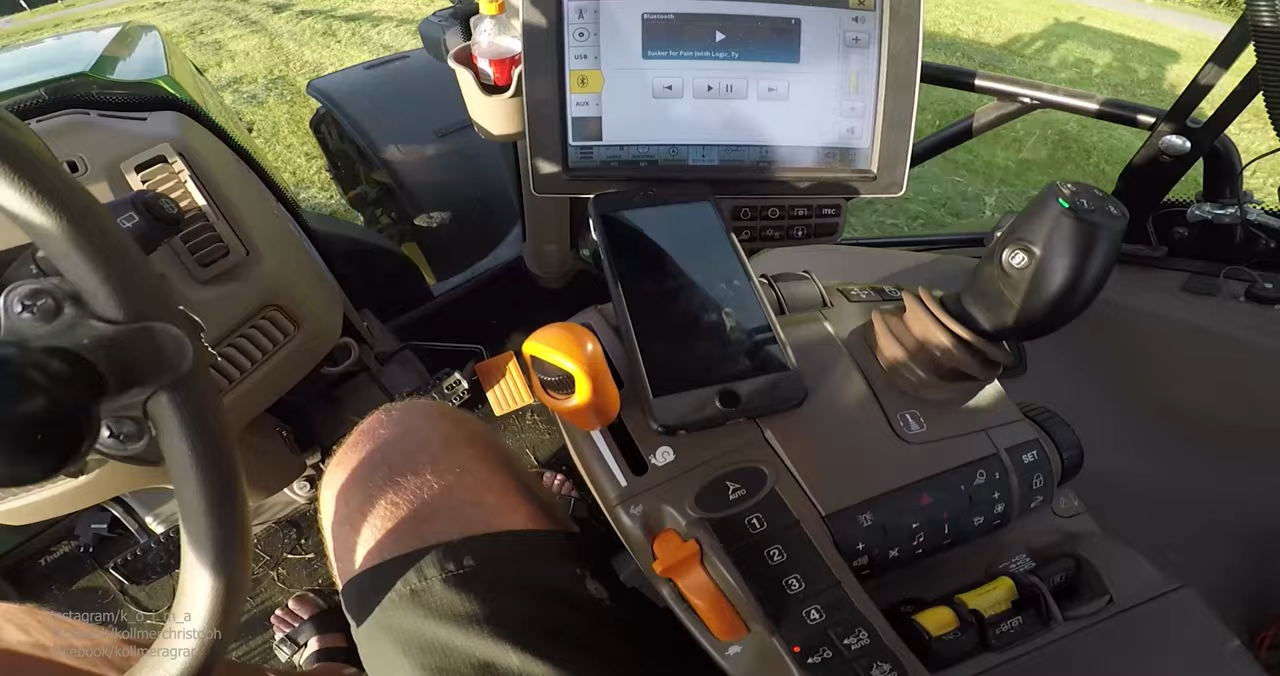 Bluetooth
Sucker for Pain (with Logic, Ty
USB
AUX
ITEC
AUTO
1
2
3
4
AUTO
SET
instagram/k_o_l_m_a
kollmerchristoph
facebook/kollmeragrar